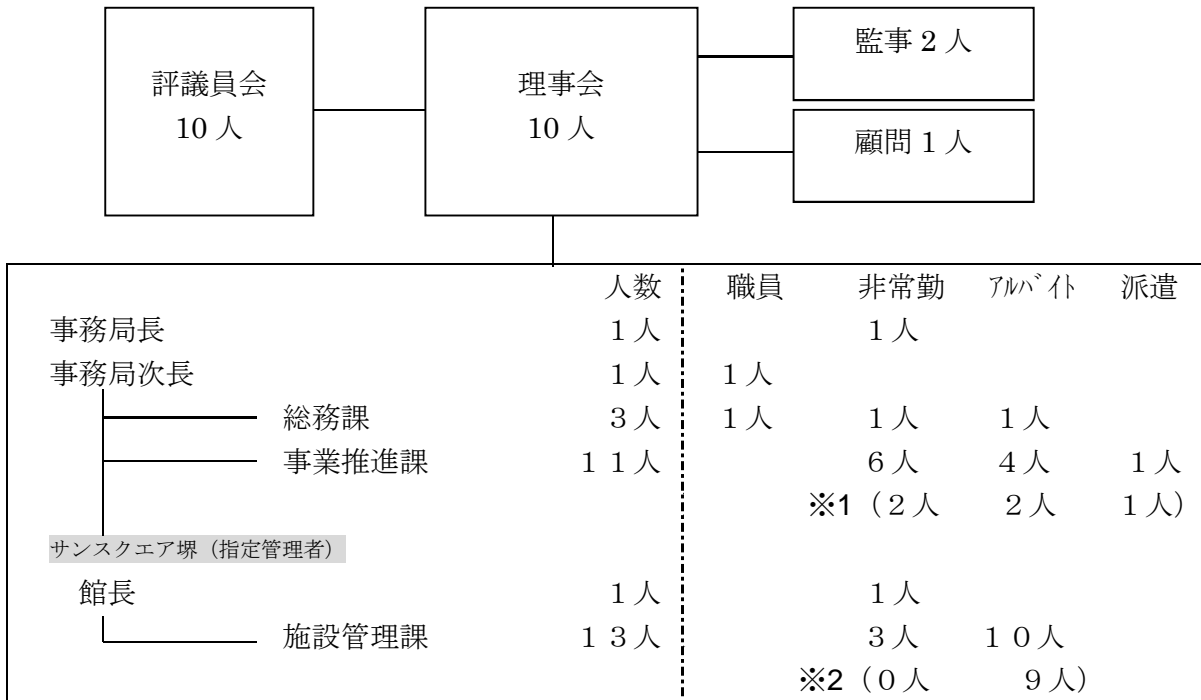 評議員会
10 人
理事会
10 人
監事 2 人
顧問 1 人
人数 職員 非常勤 ｱﾙﾊﾞｲﾄ 派遣
事務局長 1人 1人
事務局次長 1人 1人
総務課 3人 1人 1人 1人
事業推進課 11人 6人 4人 1人
※1（2人 2人 1人）
サンスクエア堺（指定管理者）
館長 1人 1人
施設管理課 13人 3人 10人
※2（0人 9人）